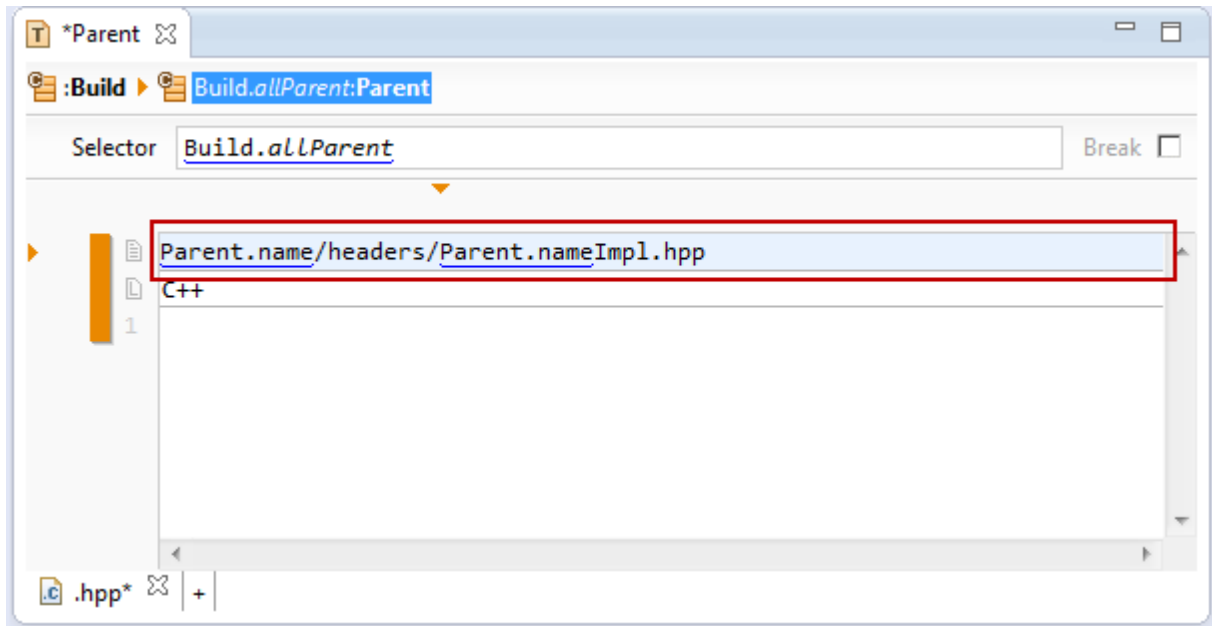 *Parent
:Build Build.allParent:Parent
Selector Build.allParent Break
Parent.name/headers/Parent.nameImpl.hpp
C++
1
.hpp* +